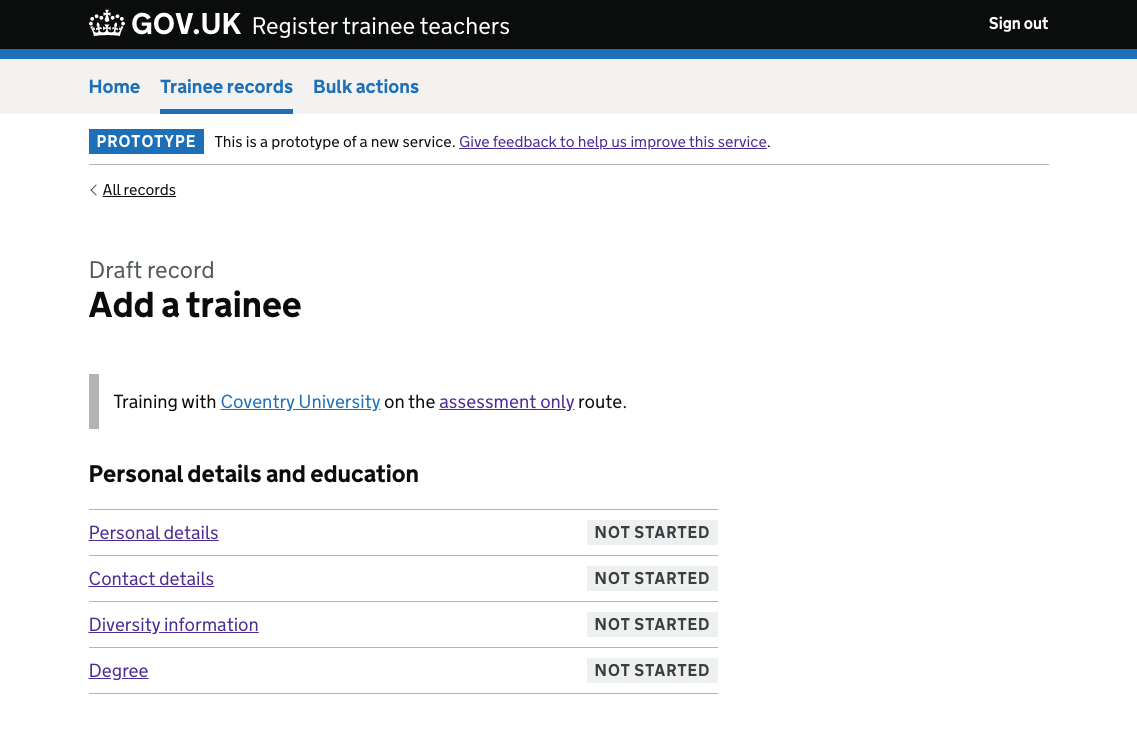 GOV.UK Register trainee teachers Sign out
Home Trainee records Bulk actions
PROTOTYPE This is a prototype of a new service. Give feedback to help us improve this service.
All records
Draft record
Add a trainee
Training with Coventry University on the assessment only route.
Personal details and education
Personal details NOT STARTED
Contact details NOT STARTED
Diversity information NOT STARTED
Degree NOT STARTED